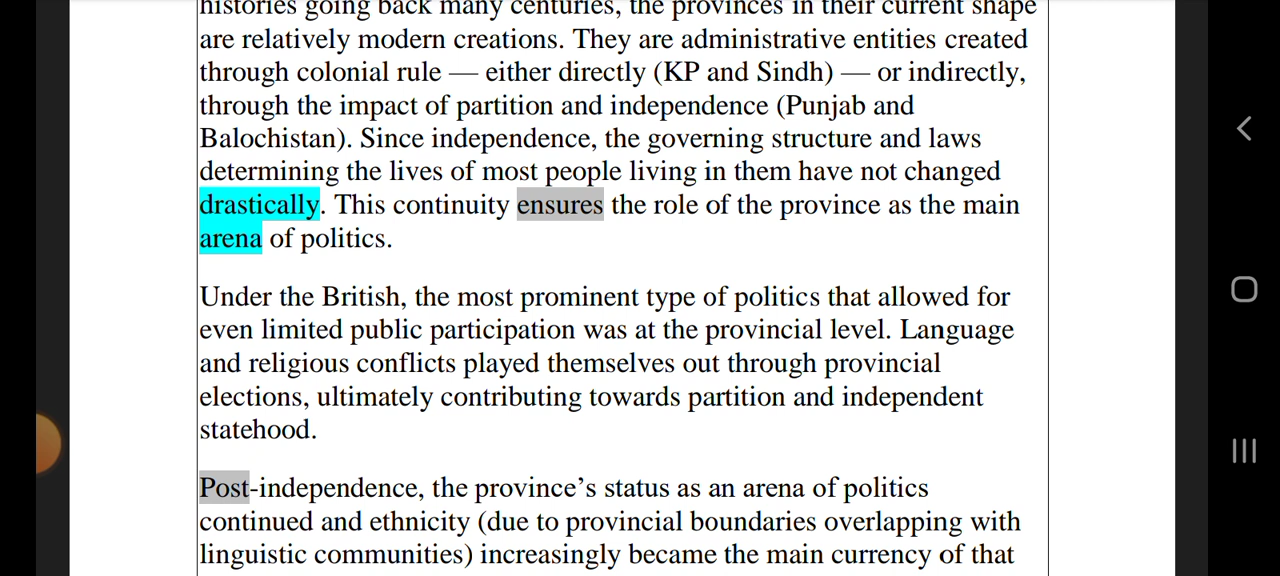 histories going back many centuries, the provinces in their current shape
are relatively modern creations. They are administrative entities created
through colonial rule — either directly (KP and Sindh) — or indirectly,
through the impact of partition and independence (Punjab and
Balochistan). Since independence, the governing structure and laws
determining the lives of most people living in them have not changed
drastically. This continuity ensures the role of the province as the main
arena of politics.
Under the British, the most prominent type of politics that allowed for
even limited public participation was at the provincial level. Language
and religious conflicts played themselves out through provincial
elections, ultimately contributing towards partition and independent
statehood.
Post-independence, the province’s status as an arena of politics
continued and ethnicity (due to provincial boundaries overlapping with
linguistic communities) increasingly became the main currency of that